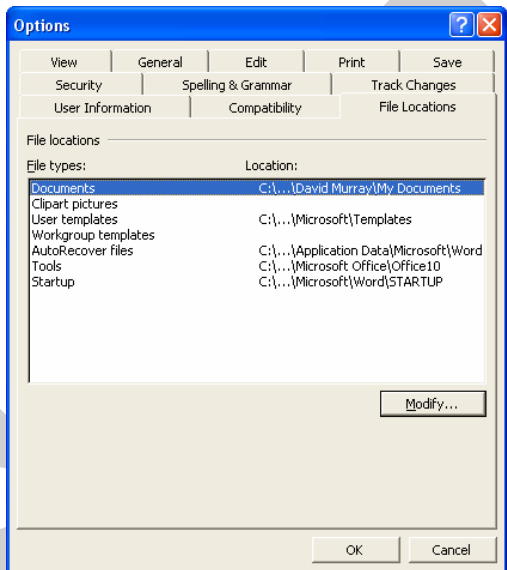 Options
View General Edit Print Save
Security Spelling & Grammar Track Changes
User Information Compatibility File Locations
File locations
File types: Location:
Documents C:\...\David Murray\My Documents
Clipart pictures
User templates C:\...\Microsoft\Templates
Workgroup templates
AutoRecover files C:\...\Application Data\Microsoft\Word
Tools C:\...\Microsoft Office\Office10
Startup C:\...\Microsoft\Word\STARTUP
Modify...
OK Cancel